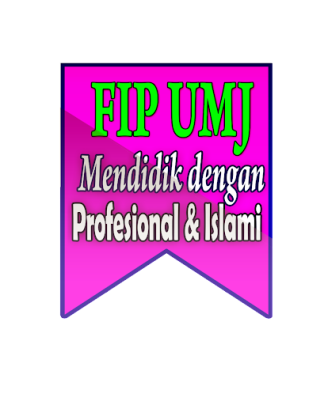 FIP UMJ
Mendidik dengan
Profesional & Islami